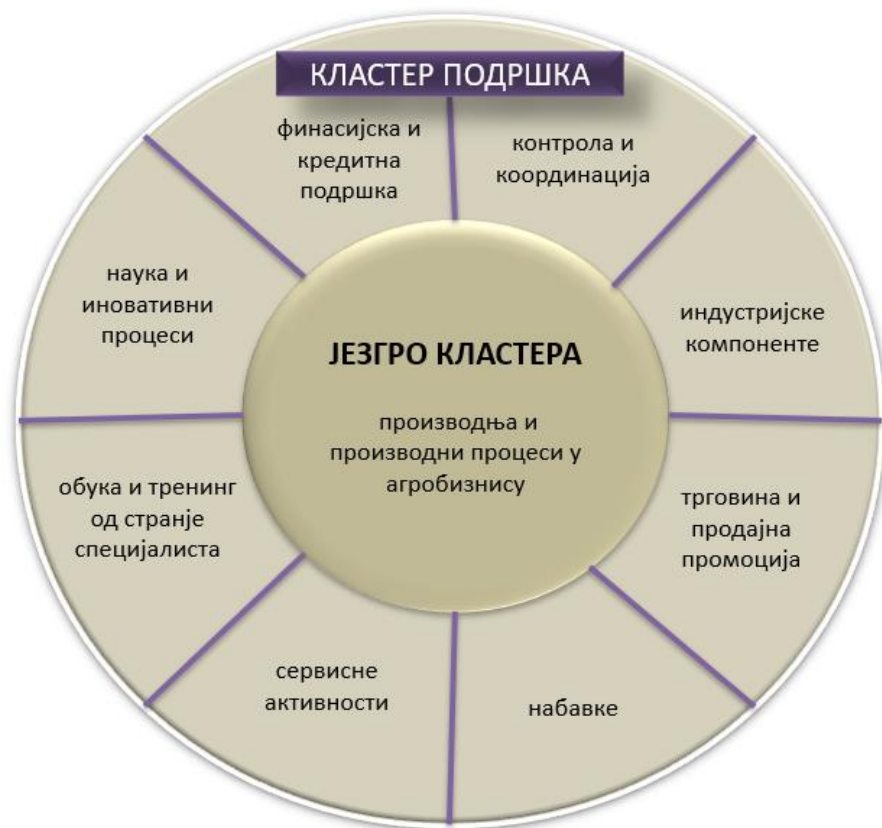 КЛАСТЕР ПОДРШКА
финасијска и
кредитна
подршка
контрола и
координација
индустријске
компоненте
трговина и
продајна
промоција
набавке
сервисне
активности
обука и тренинг
од стране
специјалиста
наука и
иновативни
процеси
ЈЕЗГРО КЛАСТЕРА
производња и
производни процеси у
агробизнису